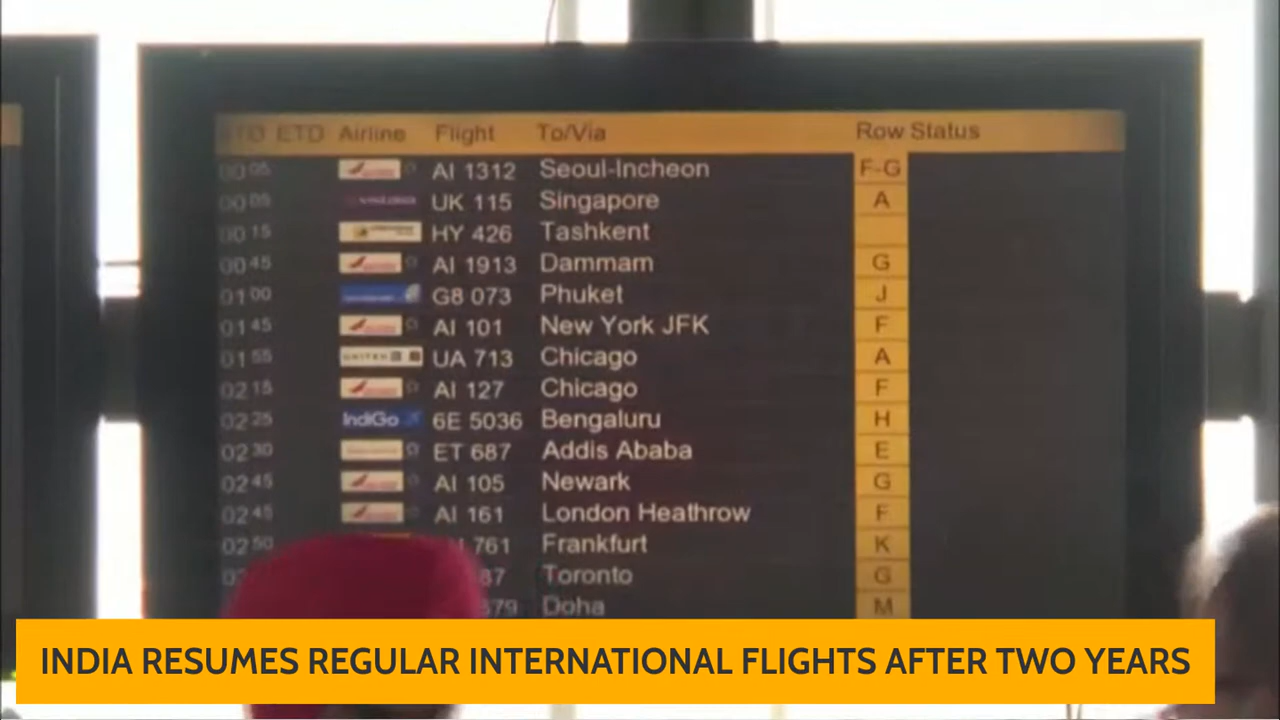 ETD Airline Flight To/Via Row Status
00 05 AI 1312 Seoul-Incheon F-G
00 05 UK 115 Singapore A
00 15 HY 426 Tashkent
00 45 AI 1913 Dammam G
01 00 G8 073 Phuket J
01 45 AI 101 New York JFK F
01 55 UNITED UA 713 Chicago A
02 15 AI 127 Chicago F
02 25 IndiGo 6E 5036 Bengaluru H
02 30 ET 687 Addis Ababa E
02 45 AI 105 Newark G
02 45 AI 161 London Heathrow F
02 50 761 Frankfurt K
87 Toronto G
579 Doha M
INDIA RESUMES REGULAR INTERNATIONAL FLIGHTS AFTER TWO YEARS